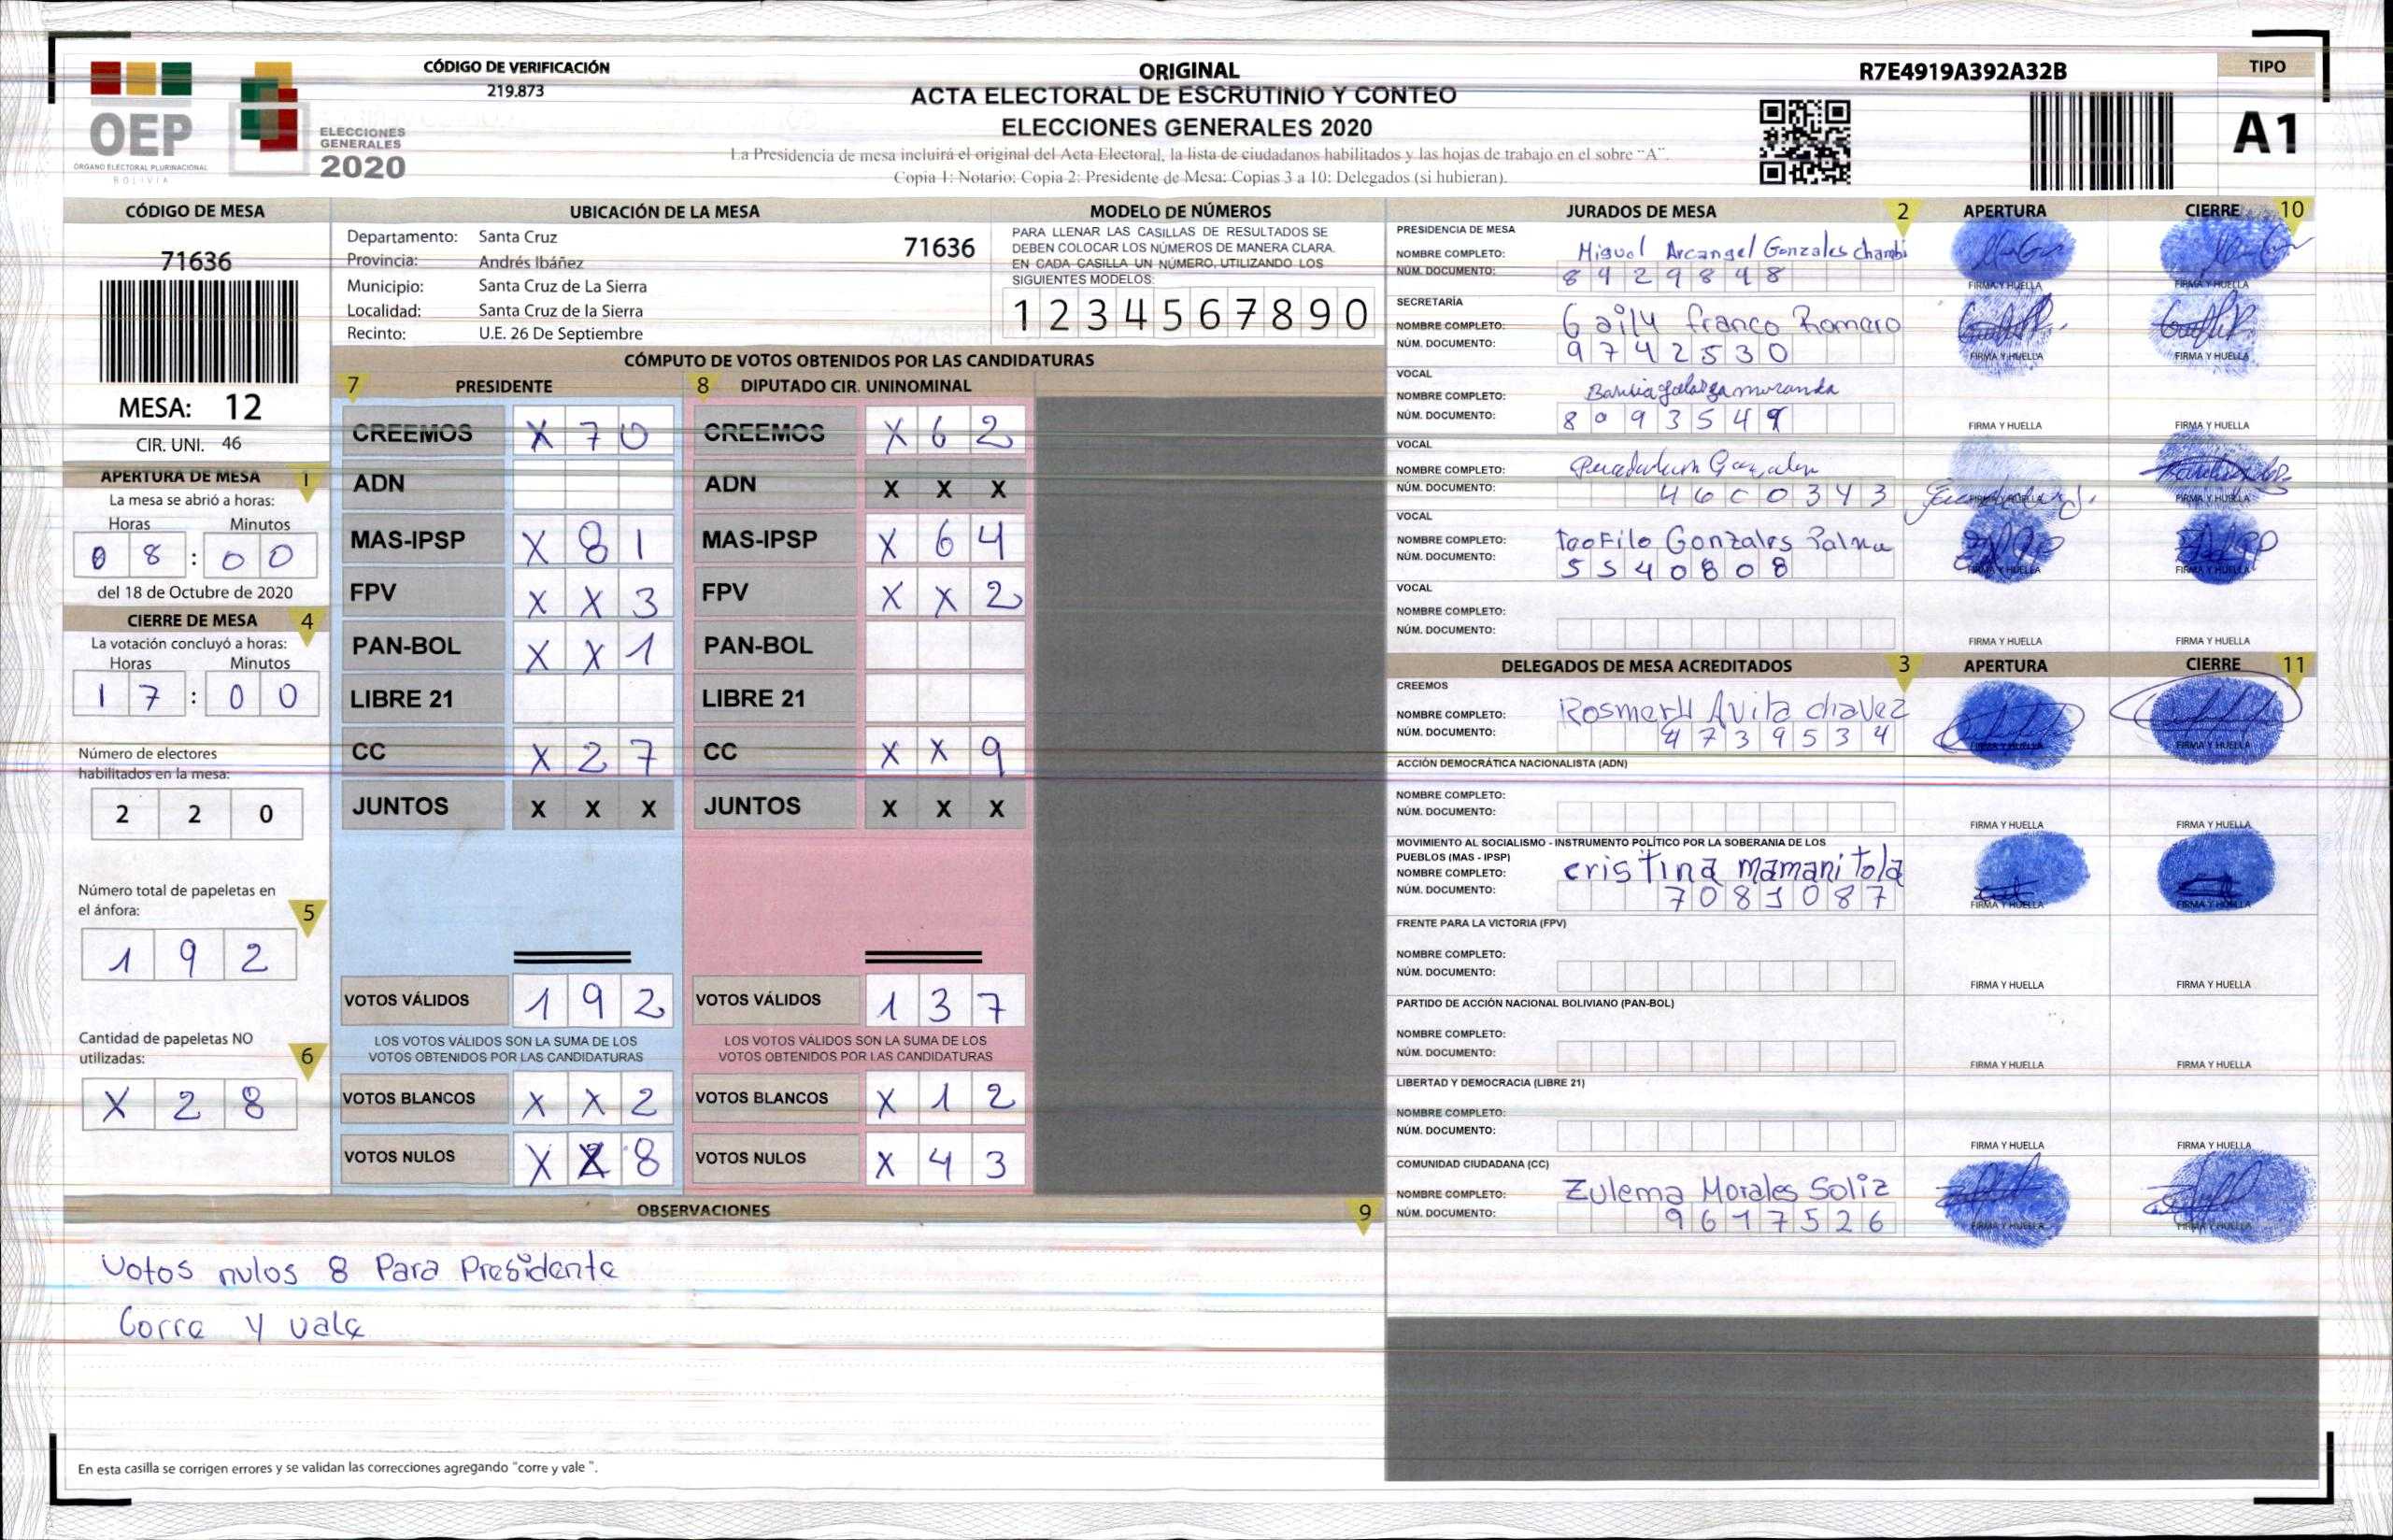 CÓDIGO DE VERIFICACIÓN
219.873
ORIGINAL
ACTA ELECTORAL DE ESCRUTINIO Y CONTEO
ELECCIONES GENERALES 2020
La Presidencia de mesa incluirá el original del Acta Electoral, la lista de ciudadanos habilitados y las hojas de trabajo en el sobre "A".
Copia 1: Notario; Copia 2: Presidente de Mesa; Copias 3 a 10: Delegados (si hubieran).
R7E4919A392A32B
TIPO
A1
OEP
ÓRGANO ELECTORAL PLURINACIONAL
BOLIVIA
ELECCIONES
GENERALES
2020
CÓDIGO DE MESA
71636
MESA: 12
CIR. UNI. 46
APERTURA DE MESA 1
La mesa se abrió a horas:
Horas Minutos
0 8 : 0 0
del 18 de Octubre de 2020
CIERRE DE MESA 4
La votación concluyó a horas:
Horas Minutos
1 7 : 0 0
Número de electores
habilitados en la mesa:
2 2 0
Número total de papeletas en
el ánfora: 5
1 9 2
Cantidad de papeletas NO
utilizadas: 6
X 2 8
UBICACIÓN DE LA MESA
Departamento: Santa Cruz 71636
Provincia: Andrés Ibáñez
Municipio: Santa Cruz de La Sierra
Localidad: Santa Cruz de la Sierra
Recinto: U.E. 26 De Septiembre
MODELO DE NÚMEROS
PARA LLENAR LAS CASILLAS DE RESULTADOS SE
DEBEN COLOCAR LOS NÚMEROS DE MANERA CLARA.
EN CADA CASILLA UN NÚMERO, UTILIZANDO LOS
SIGUIENTES MODELOS:
1 2 3 4 5 6 7 8 9 0
CÓMPUTO DE VOTOS OBTENIDOS POR LAS CANDIDATURAS
7 PRESIDENTE 8 DIPUTADO CIR. UNINOMINAL
CREEMOS X 7 0 CREEMOS X 6 2
ADN ADN X X X
MAS-IPSP X 8 1 MAS-IPSP X 6 4
FPV X X 3 FPV X X 2
PAN-BOL X X 1 PAN-BOL
LIBRE 21 LIBRE 21
CC X 2 7 CC X X 9
JUNTOS X X X JUNTOS X X X
VOTOS VÁLIDOS 1 9 2 VOTOS VÁLIDOS 1 3 7
LOS VOTOS VÁLIDOS SON LA SUMA DE LOS LOS VOTOS VÁLIDOS SON LA SUMA DE LOS
VOTOS OBTENIDOS POR LAS CANDIDATURAS VOTOS OBTENIDOS POR LAS CANDIDATURAS
VOTOS BLANCOS X X 2 VOTOS BLANCOS X 1 2
VOTOS NULOS X X 8 VOTOS NULOS X 4 3
OBSERVACIONES 9
Votos nulos 8 Para Presidente
Corre y vale
En esta casilla se corrigen errores y se validan las correcciones agregando "corre y vale ".
JURADOS DE MESA 2 APERTURA CIERRE 10
PRESIDENCIA DE MESA
NOMBRE COMPLETO: Miguel Arcangel Gonzales chambi
NÚM. DOCUMENTO: 8 9 2 9 8 4 8
FIRMA Y HUELLA FIRMA Y HUELLA
SECRETARÍA
NOMBRE COMPLETO: Gaily franco Romero
NÚM. DOCUMENTO: 9 7 4 2 5 3 0
FIRMA Y HUELLA FIRMA Y HUELLA
VOCAL
NOMBRE COMPLETO:
NÚM. DOCUMENTO: 8 0 9 3 5 4 9
FIRMA Y HUELLA FIRMA Y HUELLA
VOCAL
NOMBRE COMPLETO:
NÚM. DOCUMENTO: 4 6 0 0 3 4 3
FIRMA Y HUELLA FIRMA Y HUELLA
VOCAL
NOMBRE COMPLETO: teofilo Gonzales Palma
NÚM. DOCUMENTO: 5 5 4 0 8 0 8
FIRMA Y HUELLA FIRMA Y HUELLA
VOCAL
NOMBRE COMPLETO:
NÚM. DOCUMENTO:
FIRMA Y HUELLA FIRMA Y HUELLA
DELEGADOS DE MESA ACREDITADOS 3 APERTURA CIERRE 11
CREEMOS
NOMBRE COMPLETO: Rosmery Avila chavez
NÚM. DOCUMENTO: 4 7 3 9 5 3 4
FIRMA Y HUELLA FIRMA Y HUELLA
ACCIÓN DEMOCRÁTICA NACIONALISTA (ADN)
NOMBRE COMPLETO:
NÚM. DOCUMENTO:
FIRMA Y HUELLA FIRMA Y HUELLA
MOVIMIENTO AL SOCIALISMO - INSTRUMENTO POLÍTICO POR LA SOBERANIA DE LOS
PUEBLOS (MAS - IPSP)
NOMBRE COMPLETO: cristina mamani tola
NÚM. DOCUMENTO: 7 0 8 1 0 8 7
FIRMA Y HUELLA FIRMA Y HUELLA
FRENTE PARA LA VICTORIA (FPV)
NOMBRE COMPLETO:
NÚM. DOCUMENTO:
FIRMA Y HUELLA FIRMA Y HUELLA
PARTIDO DE ACCIÓN NACIONAL BOLIVIANO (PAN-BOL)
NOMBRE COMPLETO:
NÚM. DOCUMENTO:
FIRMA Y HUELLA FIRMA Y HUELLA
LIBERTAD Y DEMOCRACIA (LIBRE 21)
NOMBRE COMPLETO:
NÚM. DOCUMENTO:
FIRMA Y HUELLA FIRMA Y HUELLA
COMUNIDAD CIUDADANA (CC)
NOMBRE COMPLETO: Zulema Morales Soliz
NÚM. DOCUMENTO: 9 6 1 7 5 2 6
FIRMA Y HUELLA FIRMA Y HUELLA